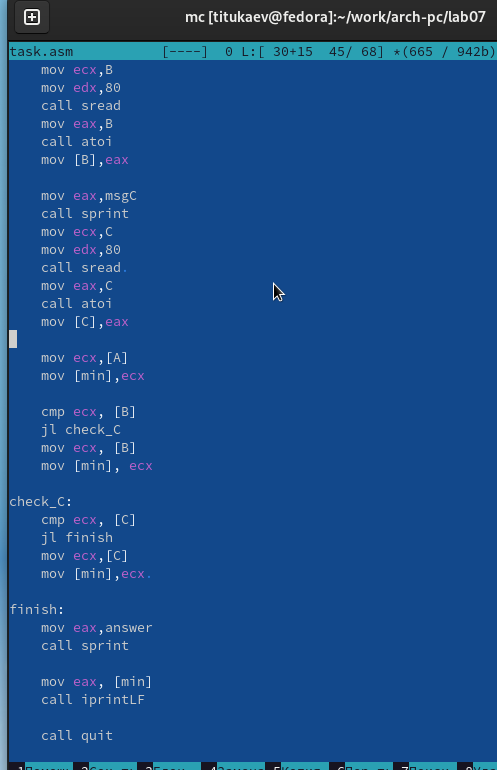 mc [titukaev@fedora]:~/work/arch-pc/lab07
task.asm [----] 0 L:[ 30+15 45/ 68] *(665 / 942b)
mov ecx,B
mov edx,80
call sread
mov eax,B
call atoi
mov [B],eax
mov eax,msgC
call sprint
mov ecx,C
mov edx,80
call sread.
mov eax,C
call atoi
mov [C],eax
mov ecx,[A]
mov [min],ecx
cmp ecx, [B]
jl check_C
mov ecx, [B]
mov [min], ecx
check_C:
cmp ecx, [C]
jl finish
mov ecx,[C]
mov [min],ecx.
finish:
mov eax,answer
call sprint
mov eax, [min]
call iprintLF
call quit